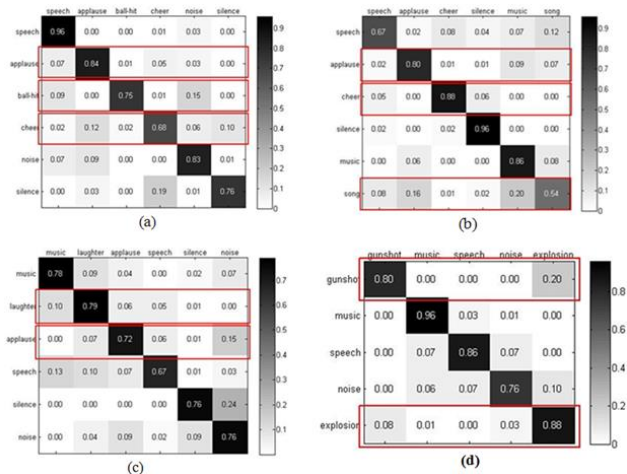 speech applause ball-hit cheer noise silence
speech 0.96 0.00 0.00 0.01 0.03 0.00
applause 0.07 0.84 0.01 0.05 0.03 0.00
ball-hit 0.09 0.00 0.75 0.01 0.15 0.00
cheer 0.02 0.12 0.02 0.68 0.06 0.10
noise 0.07 0.09 0.00 0.00 0.83 0.01
silence 0.00 0.03 0.00 0.19 0.01 0.76
0.9
0.8
0.7
0.6
0.5
0.4
0.3
0.2
0.1
0
(a)
speech applause cheer silence music song
speech 0.67 0.02 0.08 0.04 0.07 0.12
applause 0.02 0.80 0.01 0.01 0.09 0.07
cheer 0.05 0.00 0.88 0.06 0.00 0.00
silence 0.02 0.00 0.02 0.96 0.00 0.00
music 0.00 0.06 0.00 0.00 0.86 0.08
song 0.08 0.16 0.01 0.02 0.20 0.54
0.9
0.8
0.7
0.6
0.5
0.4
0.3
0.2
0.1
0
(b)
music laughter applause speech silence noise
music 0.78 0.09 0.04 0.00 0.02 0.07
laughter 0.10 0.79 0.06 0.05 0.01 0.00
applause 0.00 0.07 0.72 0.06 0.01 0.15
speech 0.13 0.10 0.07 0.67 0.01 0.03
silence 0.00 0.00 0.00 0.00 0.76 0.24
noise 0.00 0.04 0.09 0.02 0.09 0.76
0.7
0.6
0.5
0.4
0.3
0.2
0.1
(c)
gunshot music speech noise explosion
gunshot 0.80 0.00 0.00 0.00 0.20
music 0.00 0.96 0.03 0.01 0.00
speech 0.00 0.07 0.86 0.07 0.00
noise 0.00 0.06 0.07 0.76 0.10
explosion 0.08 0.01 0.00 0.03 0.88
0.8
0.6
0.4
0.2
0
(d)